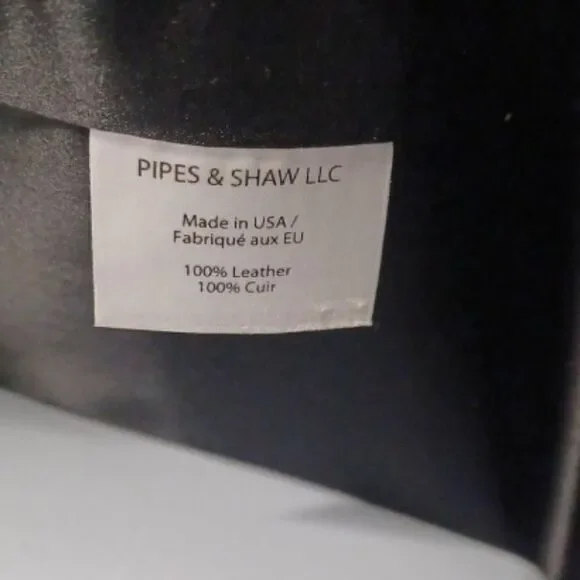 PIPES & SHAW LLC
Made in USA /
Fabriqué aux EU
100% Leather
100% Cuir